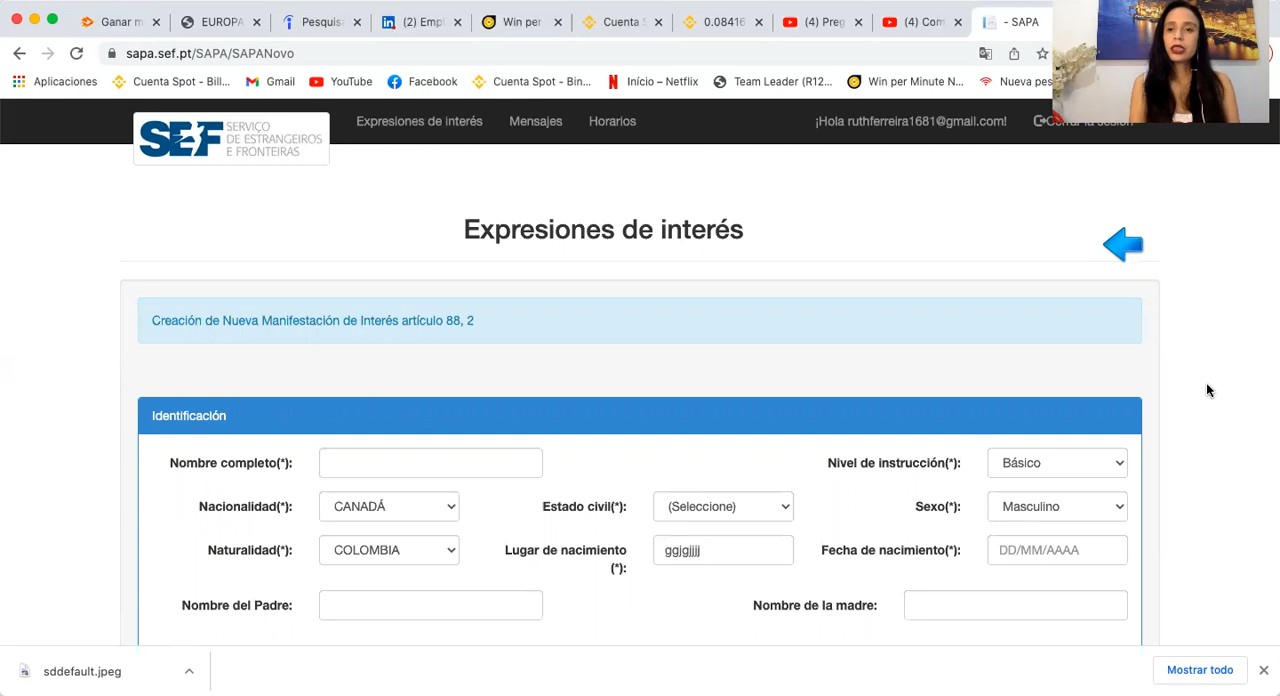 Ganar m
EUROPA
Pesquisa
(2) Empl
Win per
Cuenta S
0.08416
(4) Preg
(4) Com
- SAPA
sapa.sef.pt/SAPA/SAPANovo
Aplicaciones
Cuenta Spot - Bill...
Gmail
YouTube
Facebook
Cuenta Spot - Bin...
Início – Netflix
Team Leader (R12...
Win per Minute N...
Nueva pes
SEF SERVIÇO
DE ESTRANGEIROS
E FRONTEIRAS
Expresiones de interés
Mensajes
Horarios
¡Hola ruthferreira1681@gmail.com!
Cerrar la sesión
Expresiones de interés
Creación de Nueva Manifestación de Interés artículo 88, 2
Identificación
Nombre completo(*):
Nivel de instrucción(*): Básico
Nacionalidad(*): CANADÁ
Estado civil(*): (Seleccione)
Sexo(*): Masculino
Naturalidad(*): COLOMBIA
Lugar de nacimiento
(*):
ggjgjjjj
Fecha de nacimiento(*): DD/MM/AAAA
Nombre del Padre:
Nombre de la madre:
sddefault.jpeg
Mostrar todo